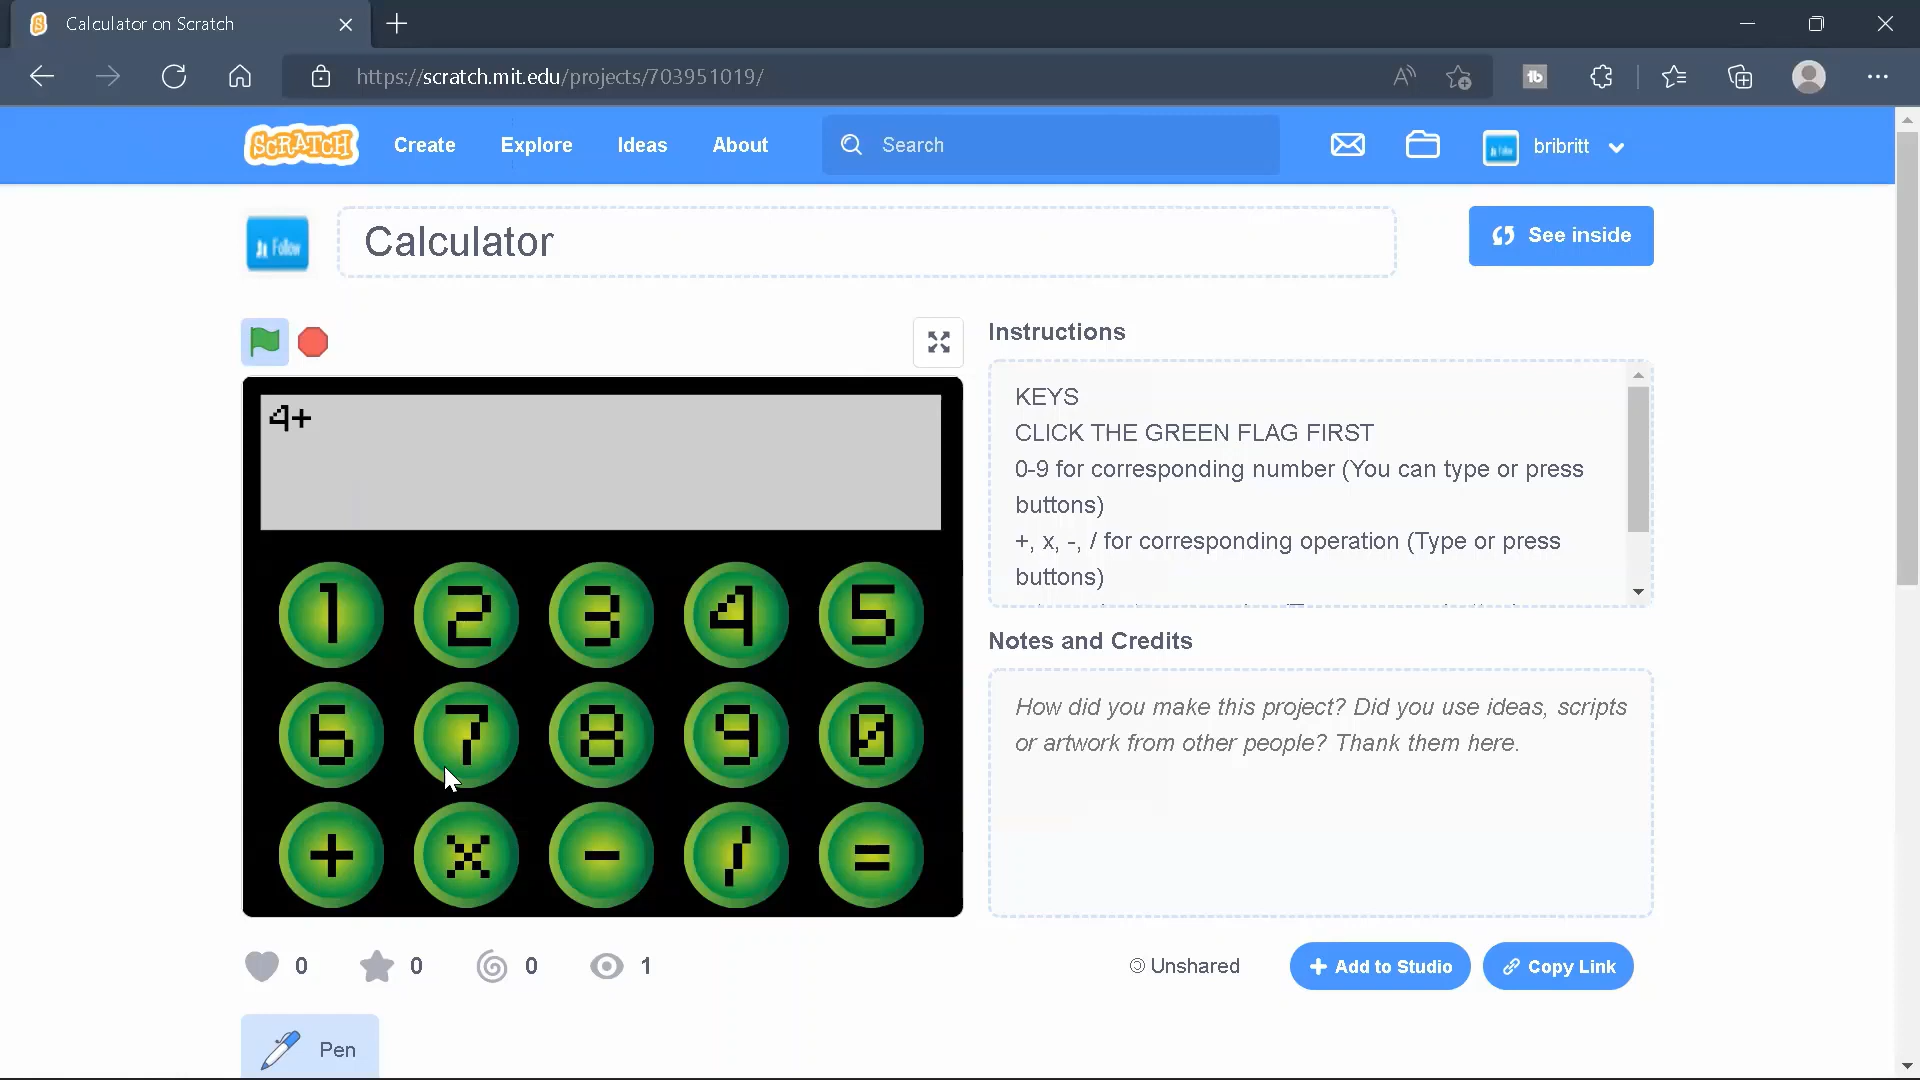 Calculator on Scratch
https://scratch.mit.edu/projects/703951019/
SCRATCH
Create
Explore
Ideas
About
Search
bribritt
Follow
Calculator
See inside
4+
1 2 3 4 5
6 7 8 9 0
+ x - / =
Instructions
KEYS
CLICK THE GREEN FLAG FIRST
0-9 for corresponding number (You can type or press
buttons)
+, x, -, / for corresponding operation (Type or press
buttons)
Notes and Credits
How did you make this project? Did you use ideas, scripts
or artwork from other people? Thank them here.
0
0
0
1
Unshared
Add to Studio
Copy Link
Pen